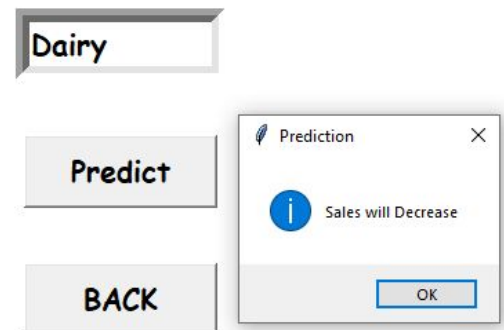 Dairy
Predict
Prediction
Sales will Decrease
OK
BACK